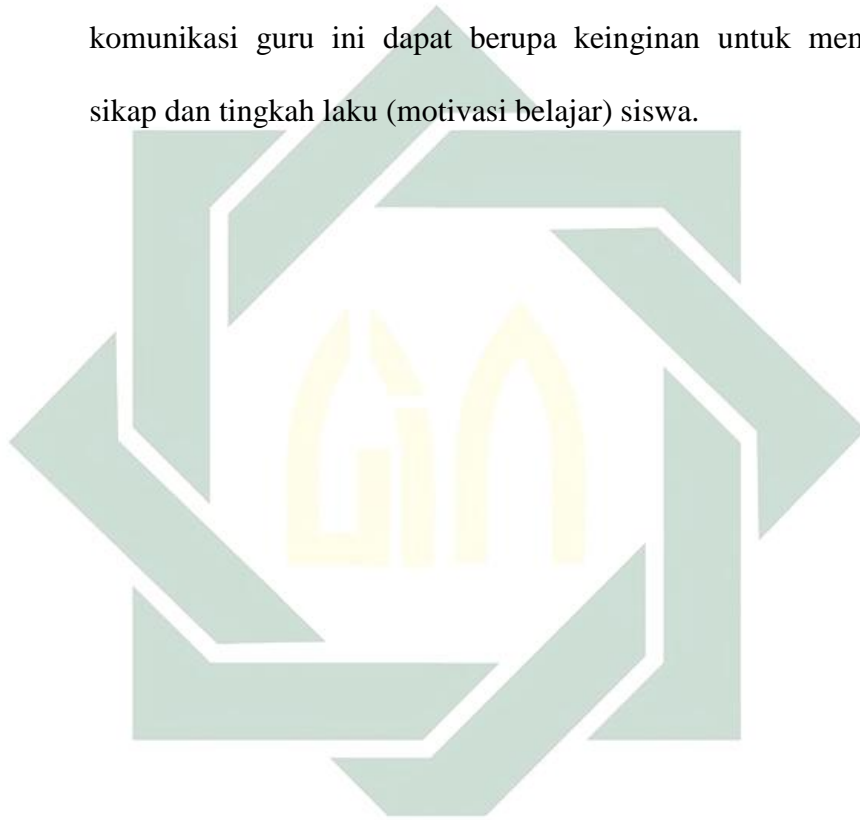 komunikasi guru ini dapat berupa keinginan untuk
sikap dan tingkah laku (motivasi belajar) siswa.